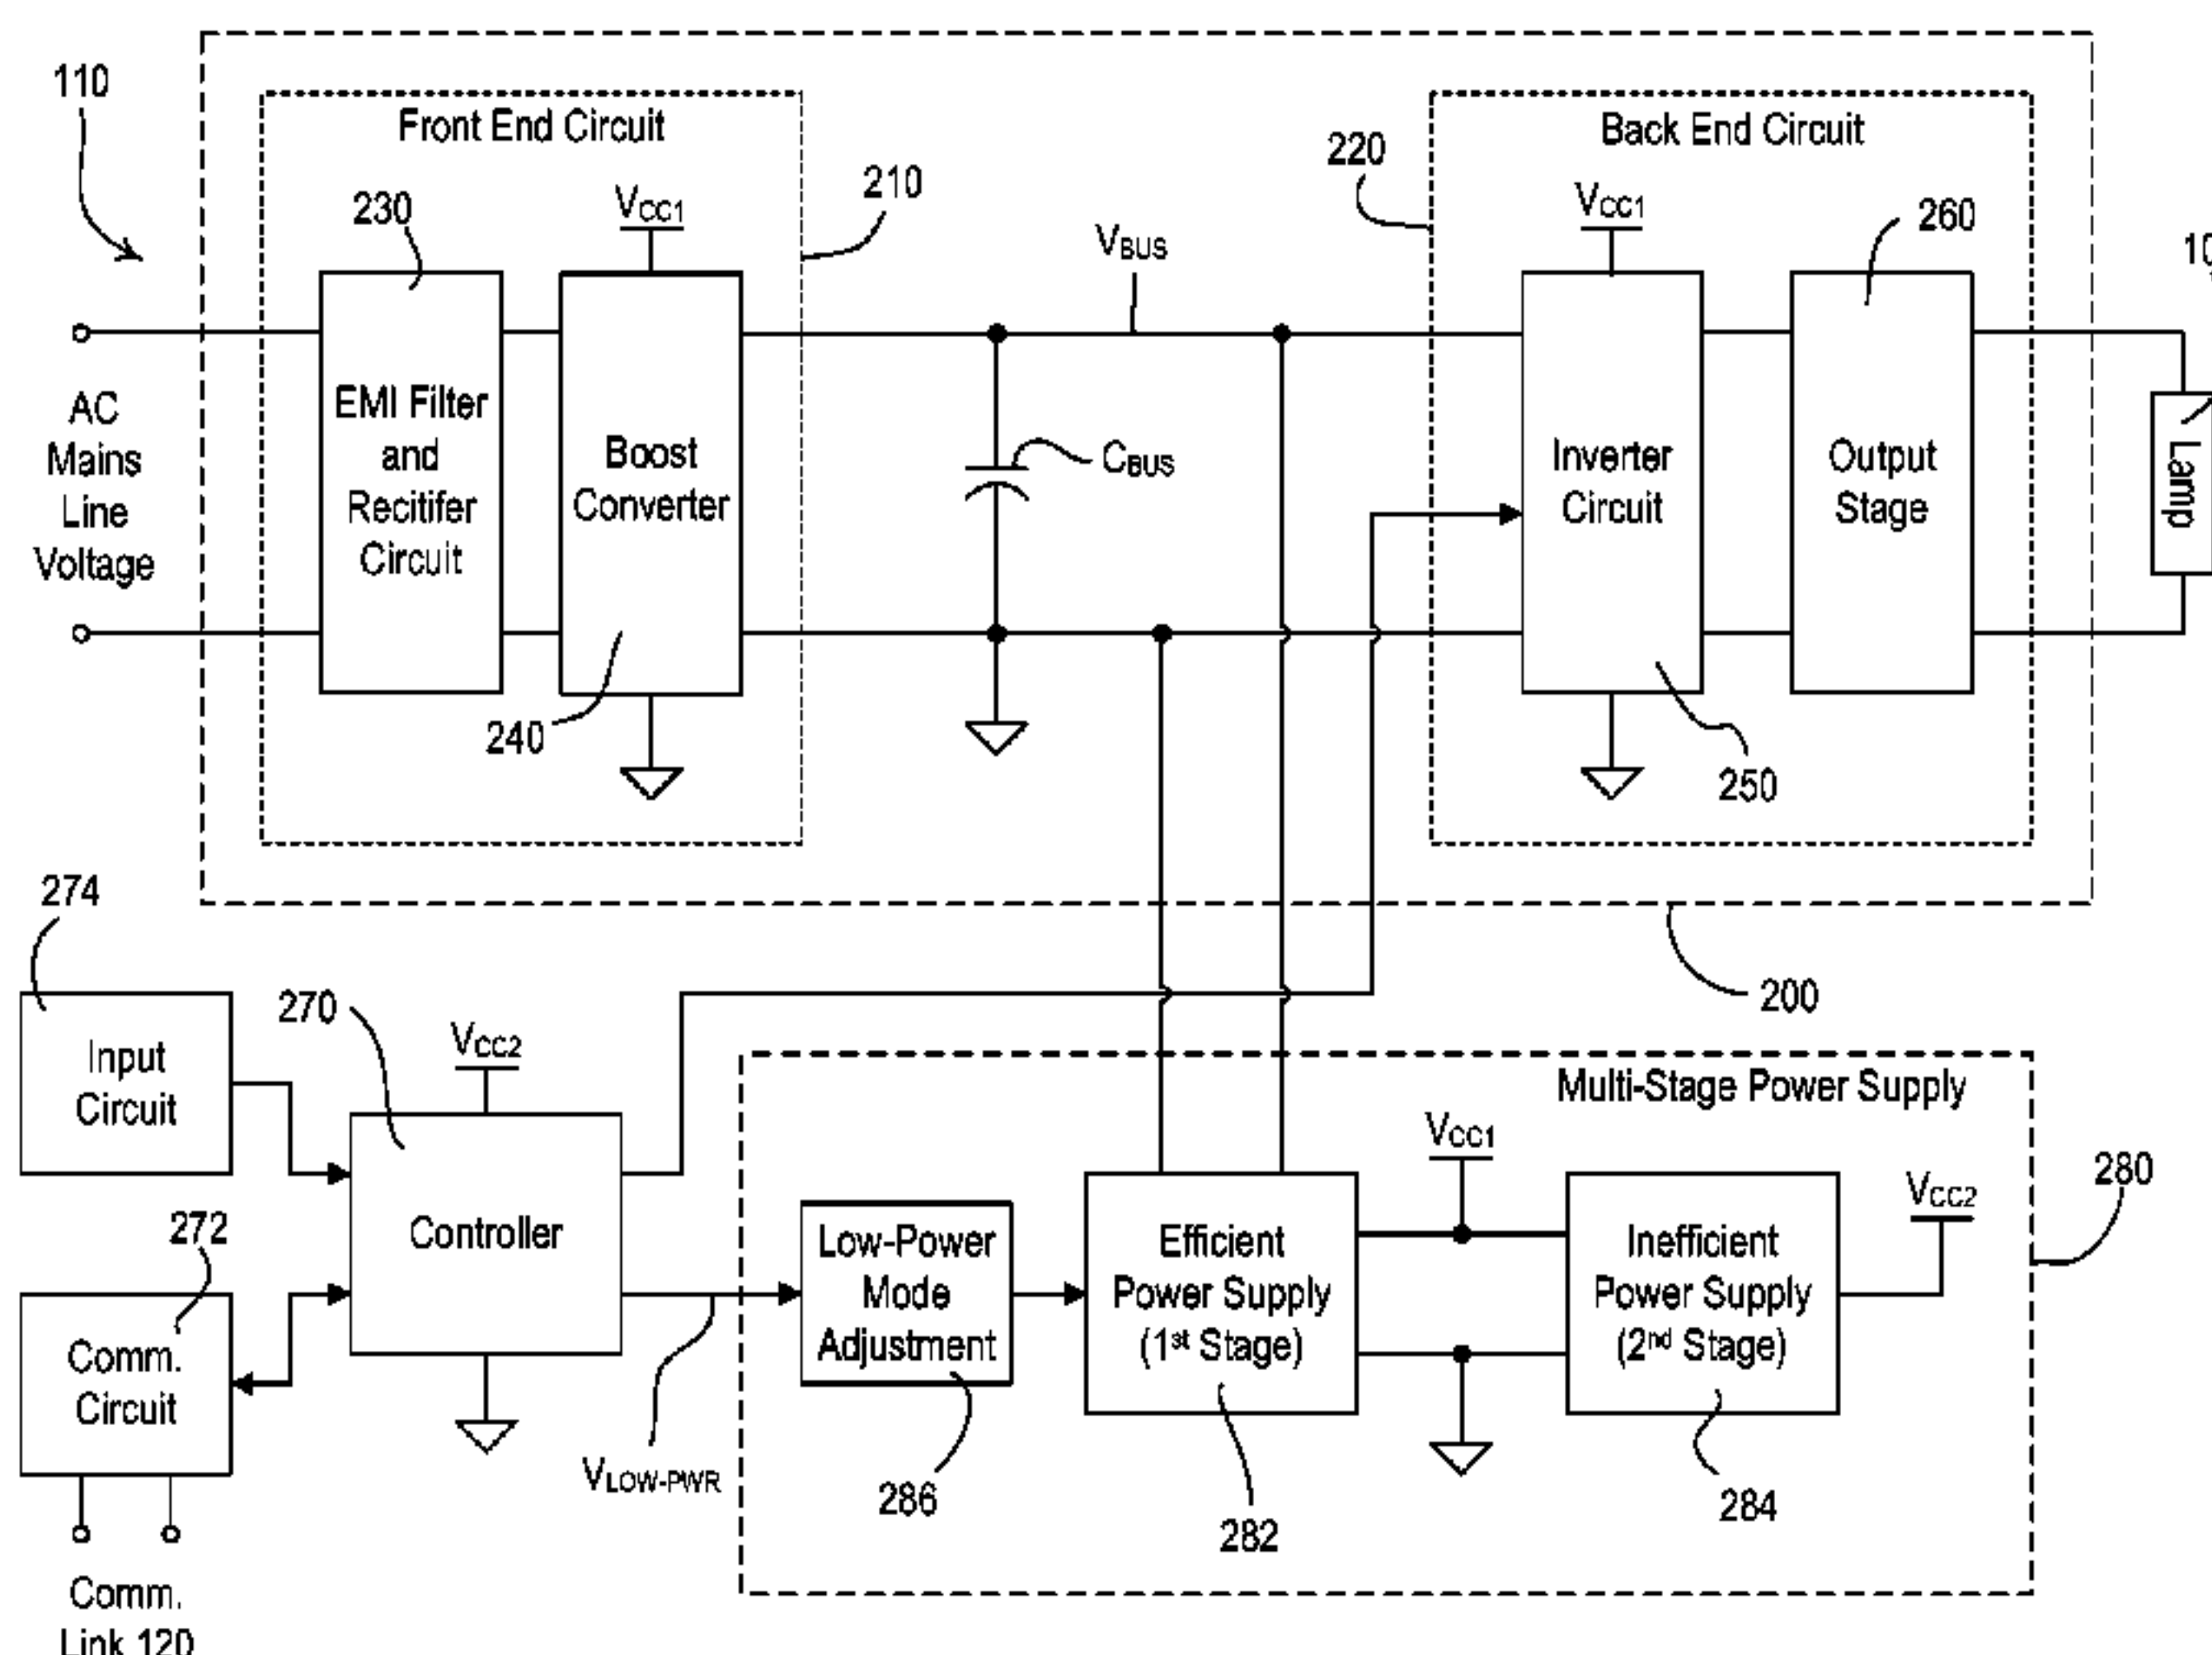 110
Front End Circuit
Back End Circuit
230
VCC1
210
220
VCC1
260
VBUS
10
AC
Mains
Line
Voltage
EMI Filter
and
Recitifer
Circuit
Boost
Converter
CBUS
Inverter
Circuit
Output
Stage
Lamp
240
250
200
274
Input
Circuit
270
VCC2
Controller
272
Comm.
Circuit
Comm.
Link 120
VLOW-PWR
Multi-Stage Power Supply
280
Low-Power
Mode
Adjustment
286
Efficient
Power Supply
(1st Stage)
282
VCC1
Inefficient
Power Supply
(2nd Stage)
284
VCC2